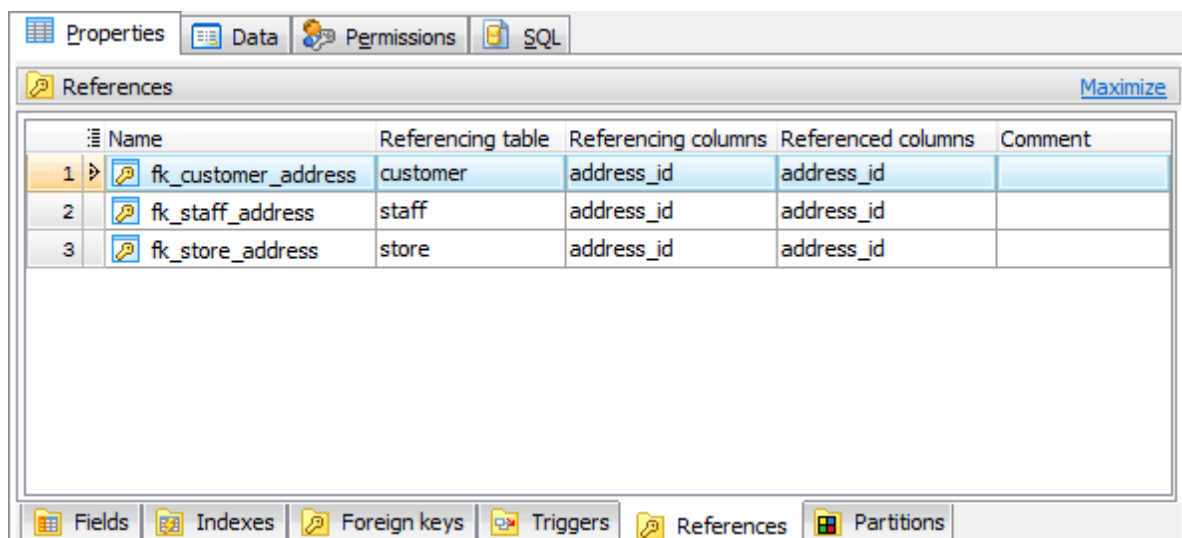 Properties Data Permissions SQL
References Maximize
Name Referencing table Referencing columns Referenced columns Comment
1 fk_customer_address customer address_id address_id
2 fk_staff_address staff address_id address_id
3 fk_store_address store address_id address_id
Fields Indexes Foreign keys Triggers References Partitions